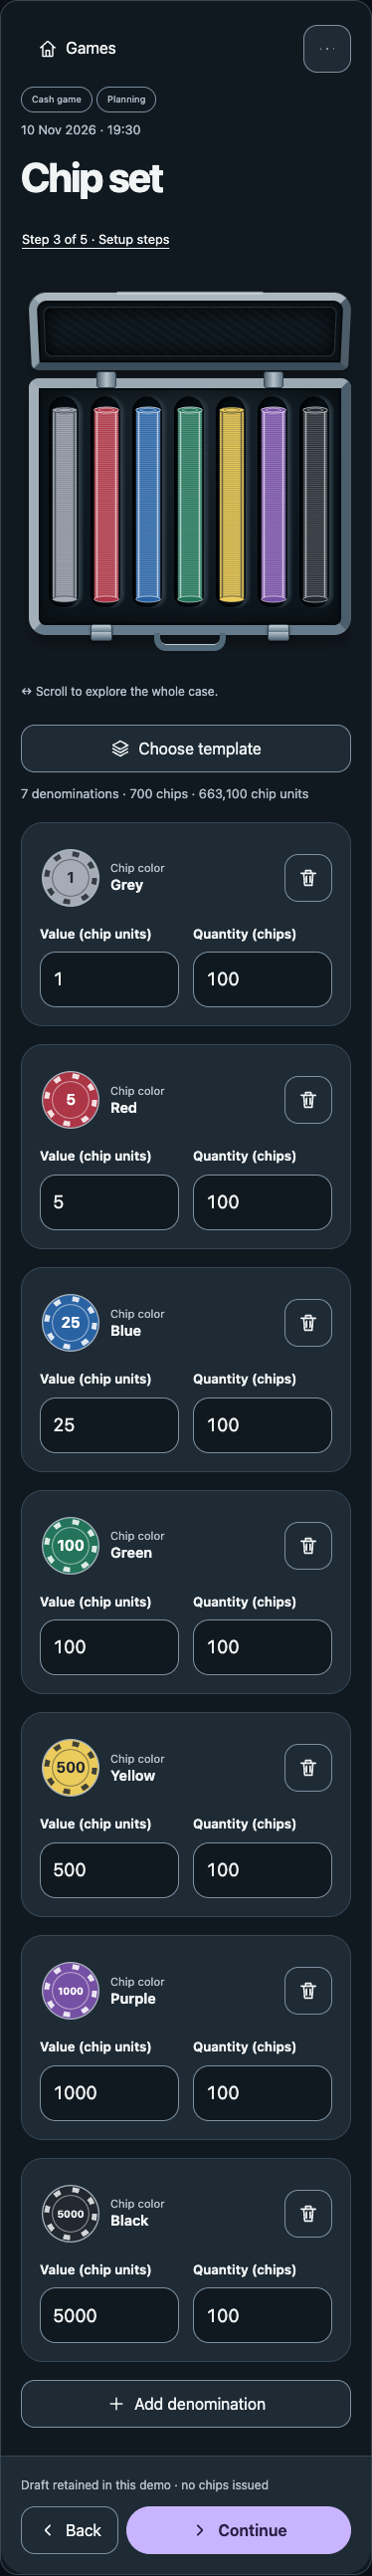 Games
Cash game Planning
10 Nov 2026 · 19:30
Chip set
Step 3 of 5 · Setup steps
↔ Scroll to explore the whole case.
Choose template
7 denominations · 700 chips · 663,100 chip units
1
Chip color
Grey
Value (chip units) Quantity (chips)
1 100
5
Chip color
Red
Value (chip units) Quantity (chips)
5 100
25
Chip color
Blue
Value (chip units) Quantity (chips)
25 100
100
Chip color
Green
Value (chip units) Quantity (chips)
100 100
500
Chip color
Yellow
Value (chip units) Quantity (chips)
500 100
1000
Chip color
Purple
Value (chip units) Quantity (chips)
1000 100
5000
Chip color
Black
Value (chip units) Quantity (chips)
5000 100
+ Add denomination
Draft retained in this demo · no chips issued
Back Continue